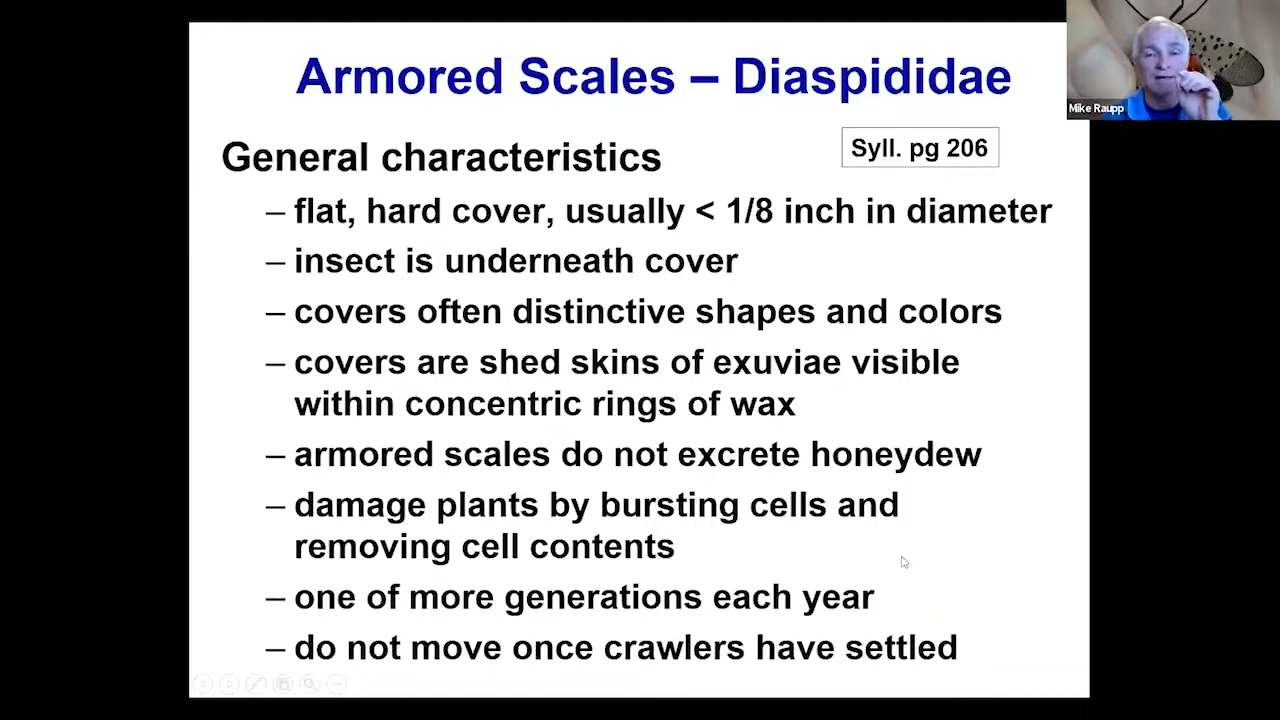 Armored Scales – Diaspididae
Mike Raupp
General characteristics
Syll. pg 206
– flat, hard cover, usually < 1/8 inch in diameter
– insect is underneath cover
– covers often distinctive shapes and colors
– covers are shed skins of exuviae visible
within concentric rings of wax
– armored scales do not excrete honeydew
– damage plants by bursting cells and
removing cell contents
– one of more generations each year
– do not move once crawlers have settled